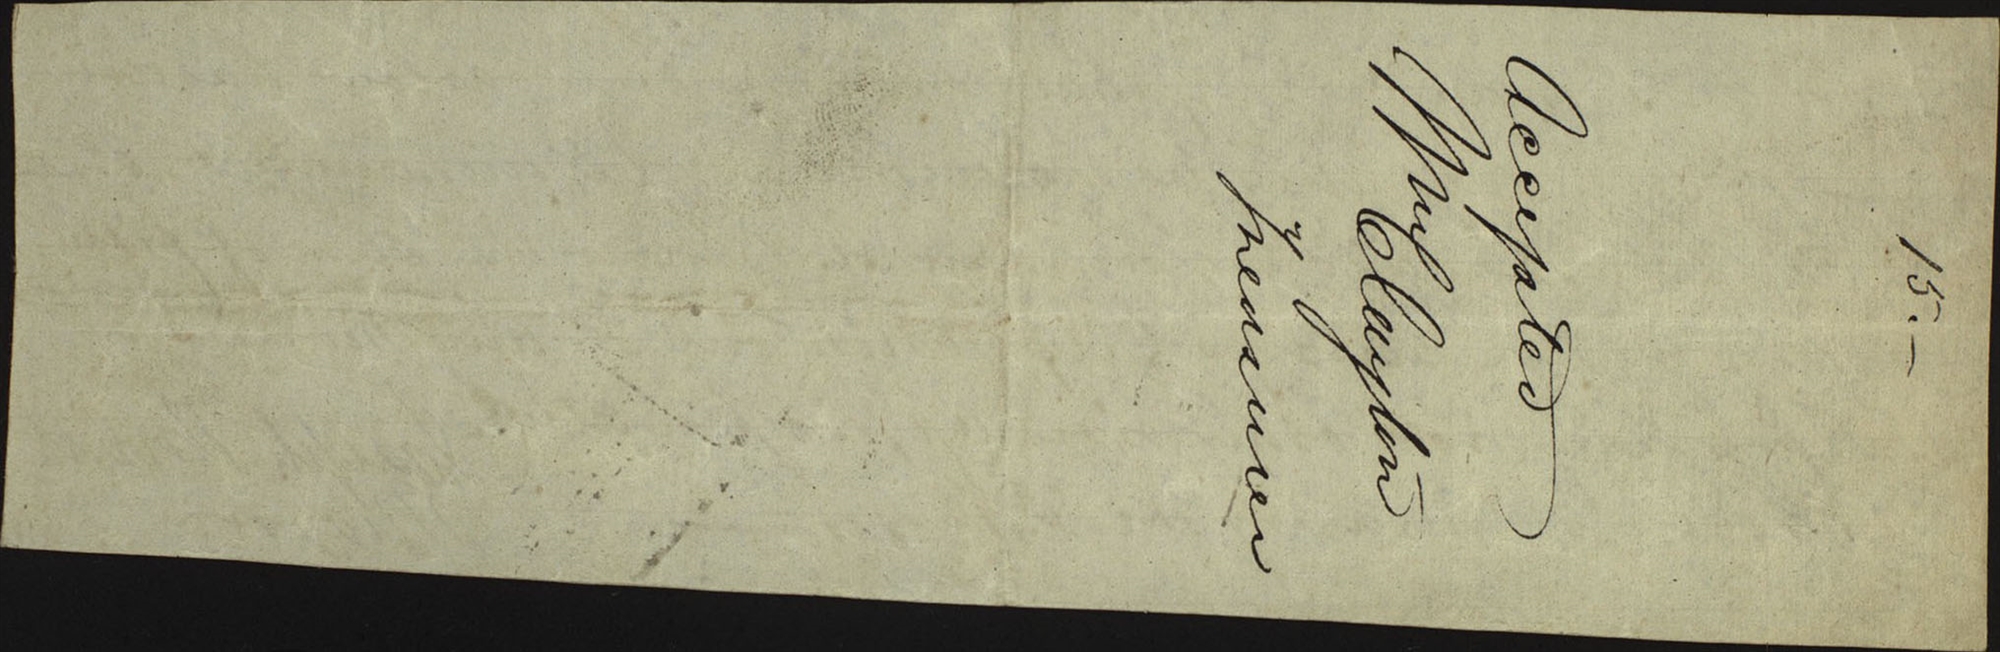 15.—
Accepted
Wm Clayton
Treasurer